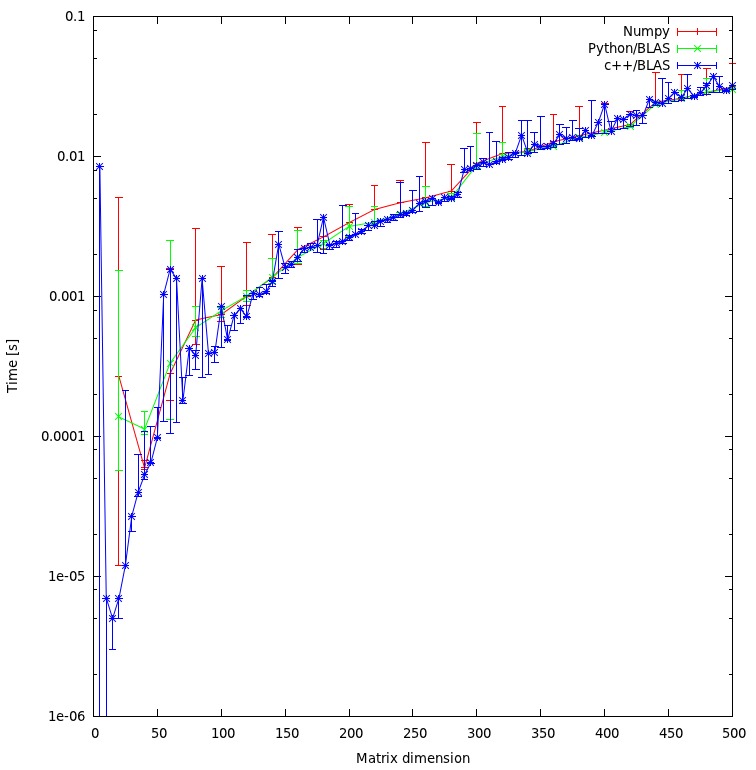 0.1
Numpy
Python/BLAS
c++/BLAS
0.01
0.001
Time [s]
0.0001
1e-05
1e-06
0 50 100 150 200 250 300 350 400 450 500
Matrix dimension